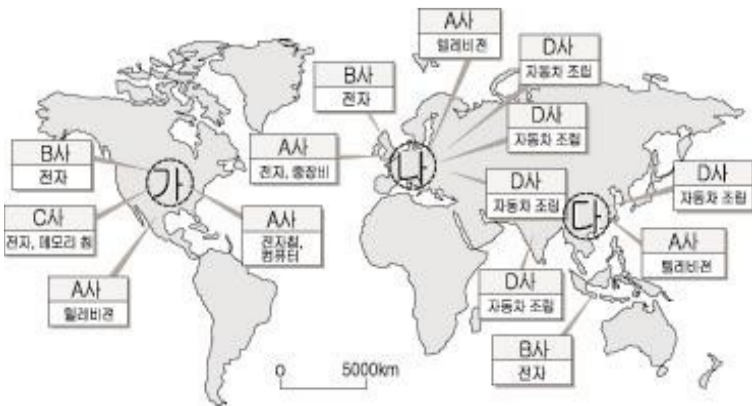 A사
텔레비젼
D사
자동차 조립
B사
전자
D사
자동차 조립
A사
전자, 중장비
나
B사
전자
가
D사
자동차 조립
D사
자동차 조립
C사
전자, 메모리 칩
A사
전자칩,
컴퓨터
다
A사
텔레비젼
A사
텔레비젼
D사
자동차 조립
B사
전자
0 5000km